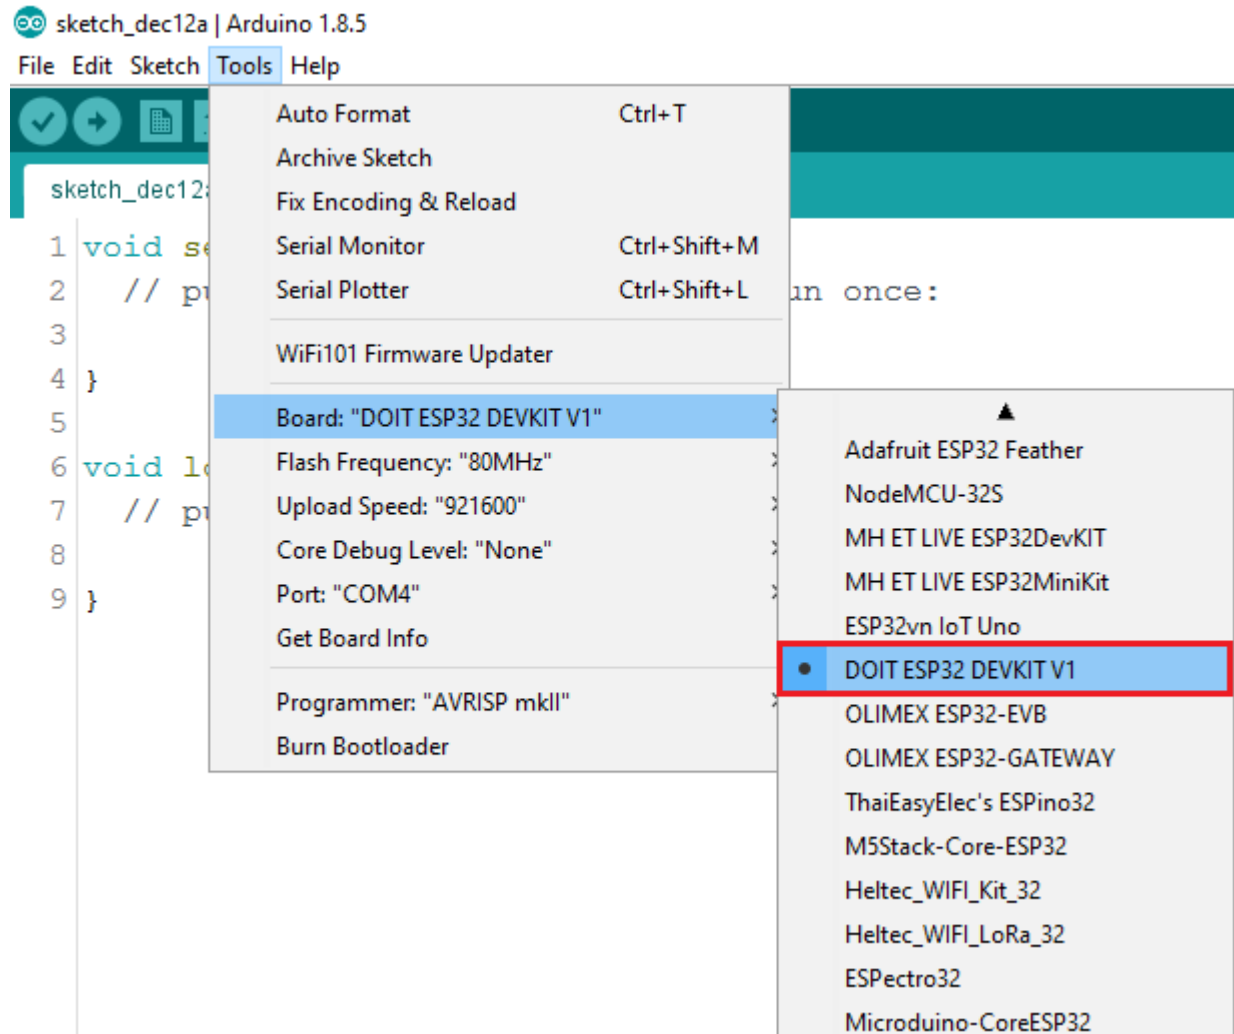 sketch_dec12a | Arduino 1.8.5
File Edit Sketch Tools Help
sketch_dec12a
Auto Format Ctrl+T
Archive Sketch
Fix Encoding & Reload
Serial Monitor Ctrl+Shift+M
Serial Plotter Ctrl+Shift+L
WiFi101 Firmware Updater
Board: "DOIT ESP32 DEVKIT V1"
Flash Frequency: "80MHz"
Upload Speed: "921600"
Core Debug Level: "None"
Port: "COM4"
Get Board Info
Programmer: "AVRISP mkII"
Burn Bootloader
1 void
2 // once:
3
4 }
5
6 void
7 //
8
9 }
Adafruit ESP32 Feather
NodeMCU-32S
MH ET LIVE ESP32DevKIT
MH ET LIVE ESP32MiniKit
ESP32vn IoT Uno
DOIT ESP32 DEVKIT V1
OLIMEX ESP32-EVB
OLIMEX ESP32-GATEWAY
ThaiEasyElec's ESPino32
M5Stack-Core-ESP32
Heltec_WIFI_Kit_32
Heltec_WIFI_LoRa_32
ESPectro32
Microduino-CoreESP32